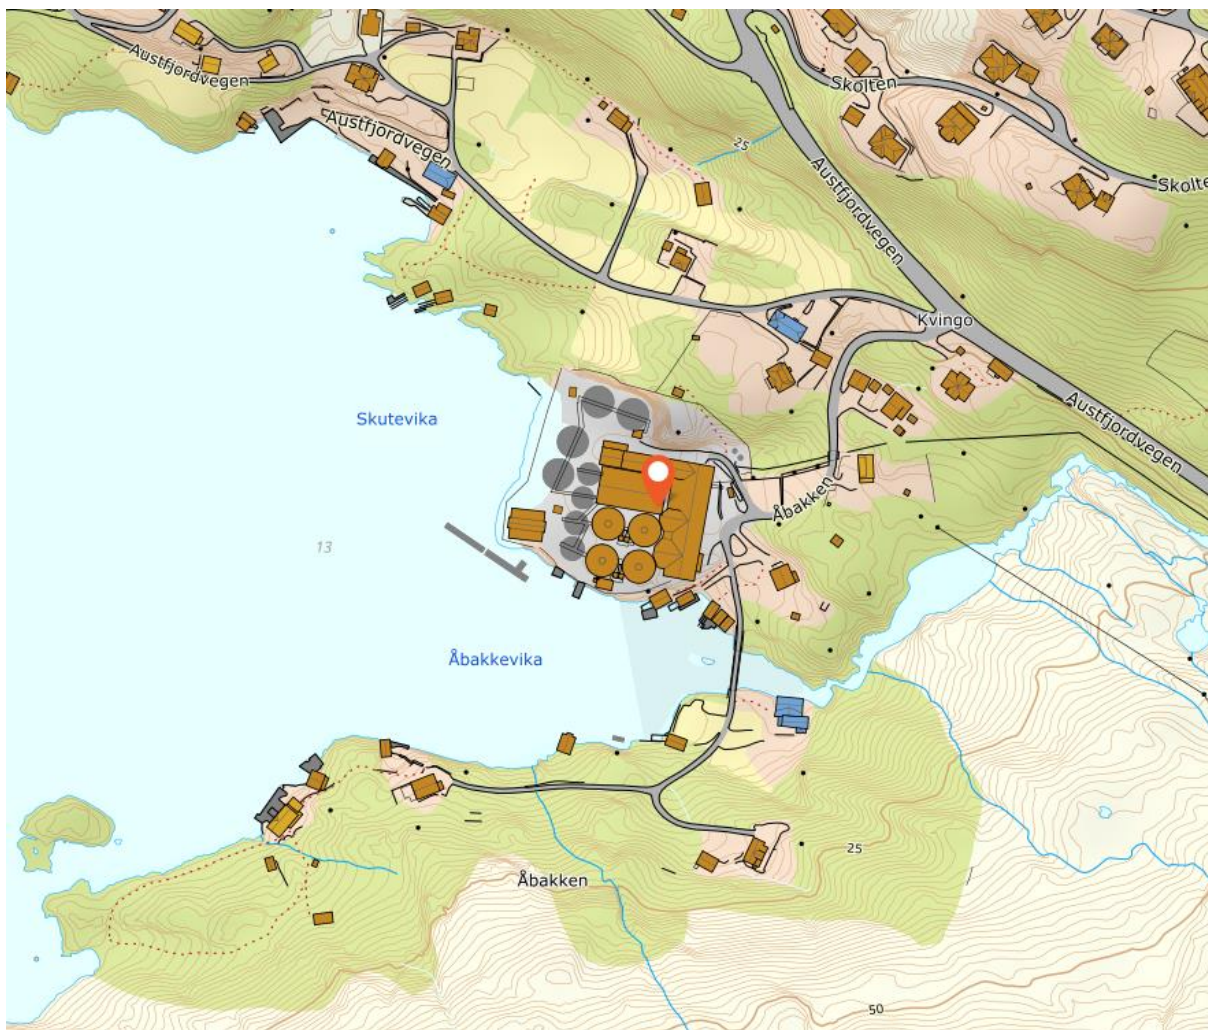 Austfjordvegen
Skolten
Austfjordvegen
25
Austfjordvegen
Skolte
Kvingo
Austfjordvegen
Skutevika
Åbakken
13
Åbakkevika
25
Åbakken
50